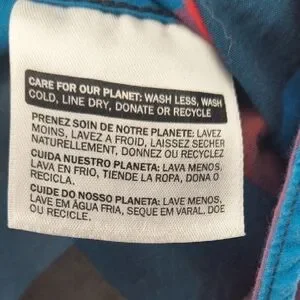 CARE FOR OUR PLANET: WASH LESS, WASH
COLD, LINE DRY, DONATE OR RECYCLE
PRENEZ SOIN DE NOTRE PLANETE: LAVEZ
MOINS, LAVEZ A FROID, LAISSEZ SECHER
NATURELLEMENT, DONNEZ OU RECYCLEZ
CUIDA NUESTRO PLANETA: LAVA MENOS,
LAVA EN FRIO, TIENDE LA ROPA, DONA O
RECICLA.
CUIDE DO NOSSO PLANETA: LAVE MENOS,
LAVE EM ÁGUA FRIA, SEQUE EM VARAL, DOE
OU RECICLE.